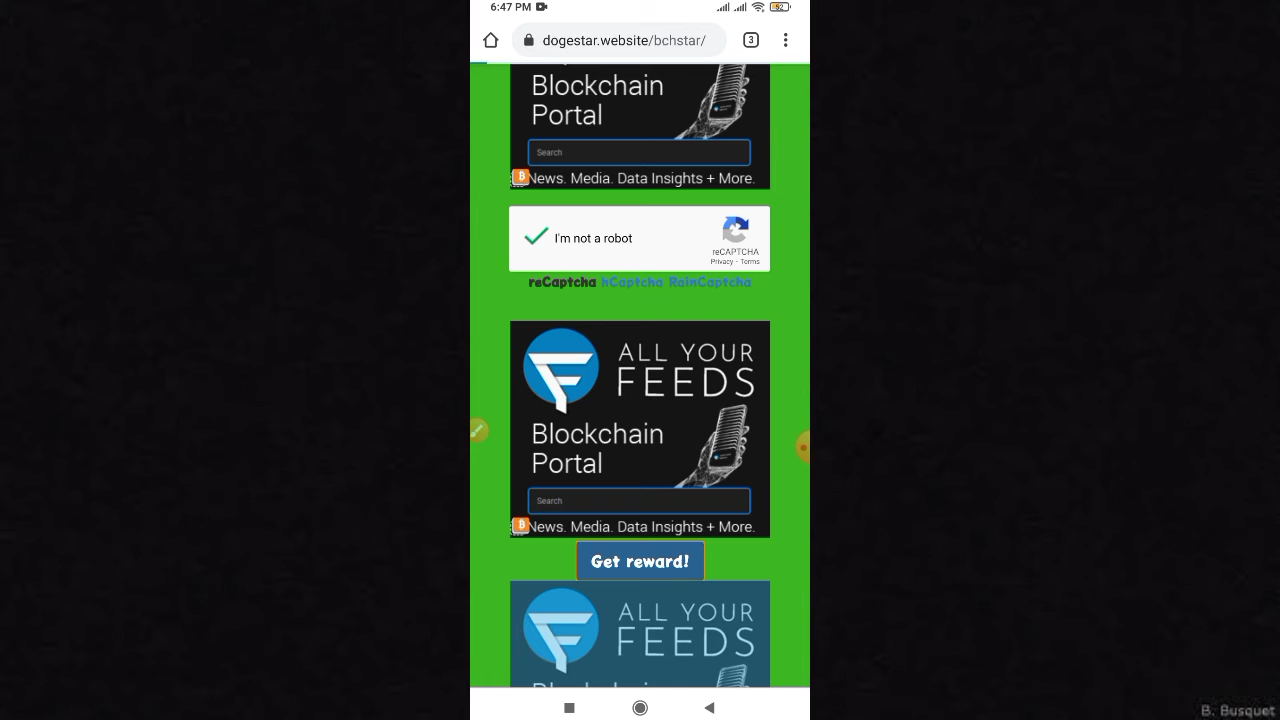 6:47 PM
52
dogestar.website/bchstar/
3
Blockchain
Portal
Search
News. Media. Data Insights + More.
I'm not a robot
reCAPTCHA
Privacy - Terms
reCaptcha hCaptcha RainCaptcha
ALL YOUR
FEEDS
Blockchain
Portal
Search
News. Media. Data Insights + More.
Get reward!
ALL YOUR
FEEDS
B. Busquet